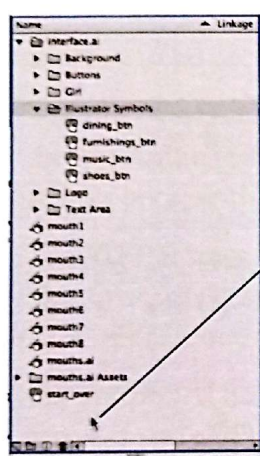 Name Linkage
interface.ai
Background
Buttons
Girl
Illustrator Symbols
dining_btn
furnishings_btn
music_btn
shoes_btn
Logo
Text Area
mouth1
mouth2
mouth3
mouth4
mouth5
mouth6
mouth7
mouth8
mouths.ai
mouths.ai Assets
start_over